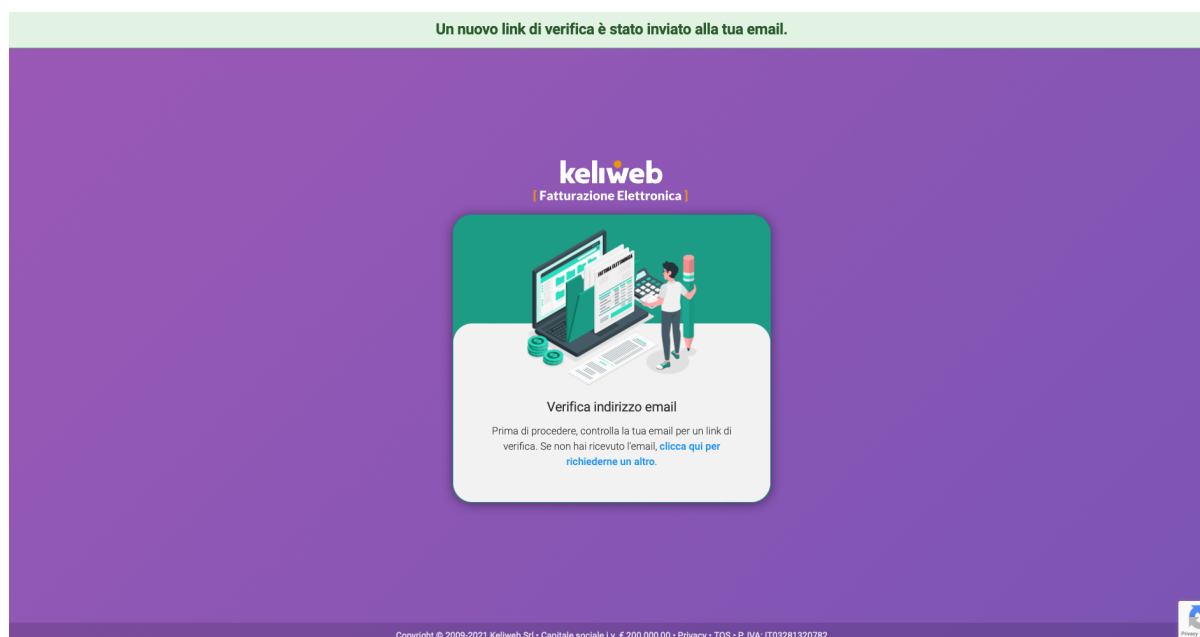 Un nuovo link di verifica è stato inviato alla tua email.
keliweb
[ Fatturazione Elettronica ]
FATTURA ELETTRONICA
Verifica indirizzo email
Prima di procedere, controlla la tua email per un link di
verifica. Se non hai ricevuto l'email, clicca qui per
richiederne un altro.
Copyright © 2009-2021 Keliweb Srl • Capitale sociale i.v. € 200.000,00 • Privacy • TOS • P. IVA: IT03281320782